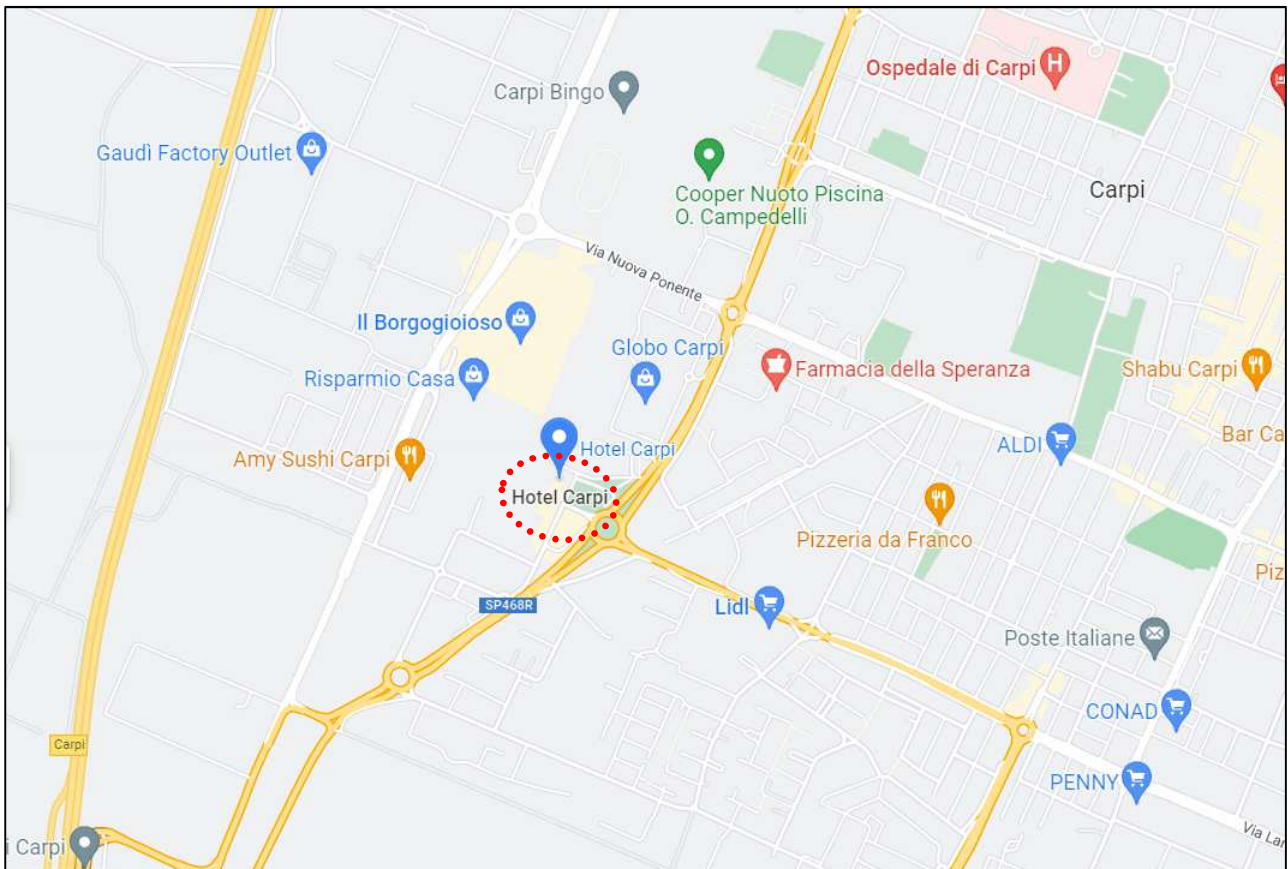 Ospedale di Carpi
H
Carpi Bingo
Gaudì Factory Outlet
Cooper Nuoto Piscina
O. Campedelli
Carpi
Via Nuova Ponente
Il Borgogioioso
Globo Carpi
Risparmio Casa
Farmacia della Speranza
Shabu Carpi
Hotel Carpi
ALDI
Bar Ca
Amy Sushi Carpi
Hotel Carpi
Pizzeria da Franco
Piz
SP468R
Lidl
Poste Italiane
CONAD
Carpi
PENNY
Via Lar
i Carpi